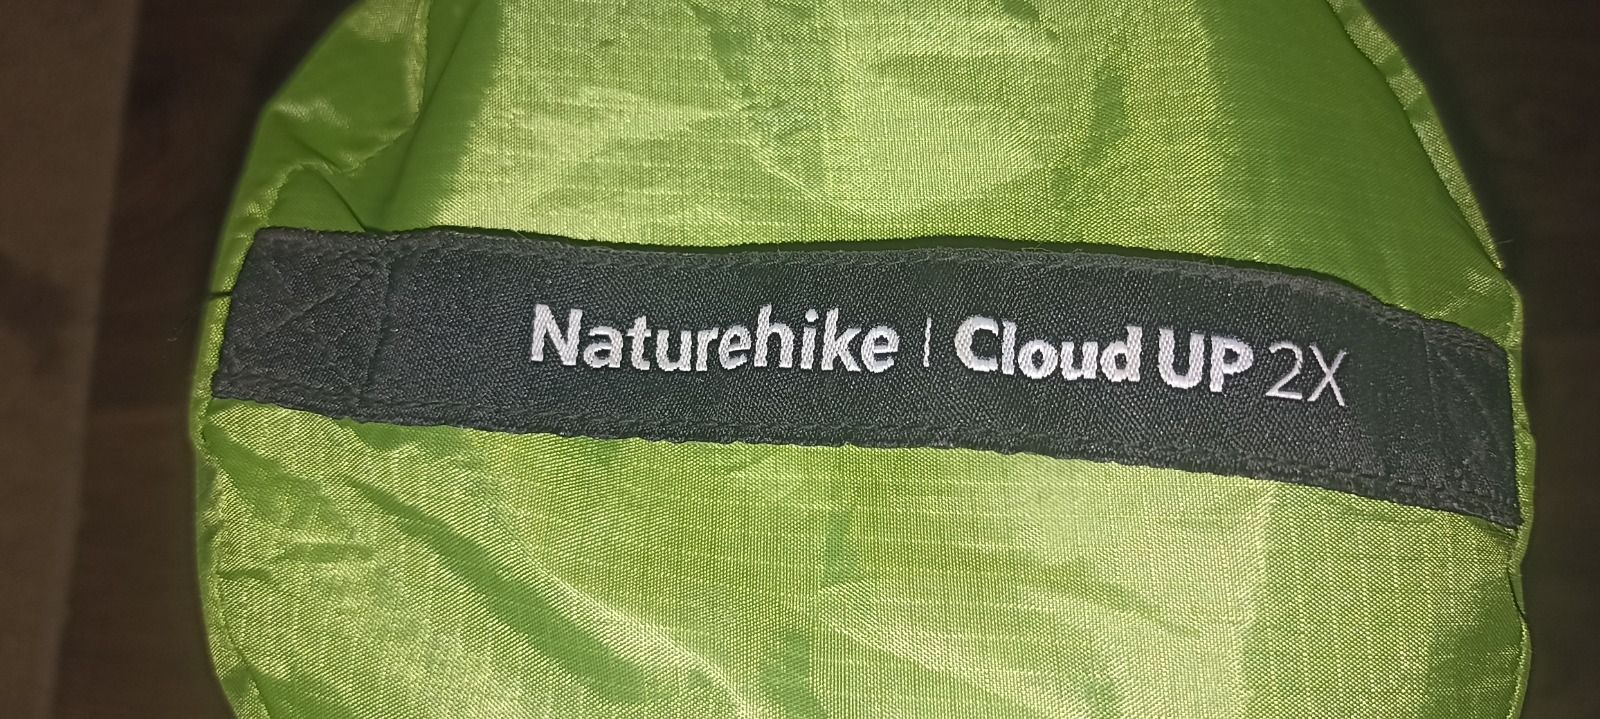 Naturehike | Cloud UP 2X